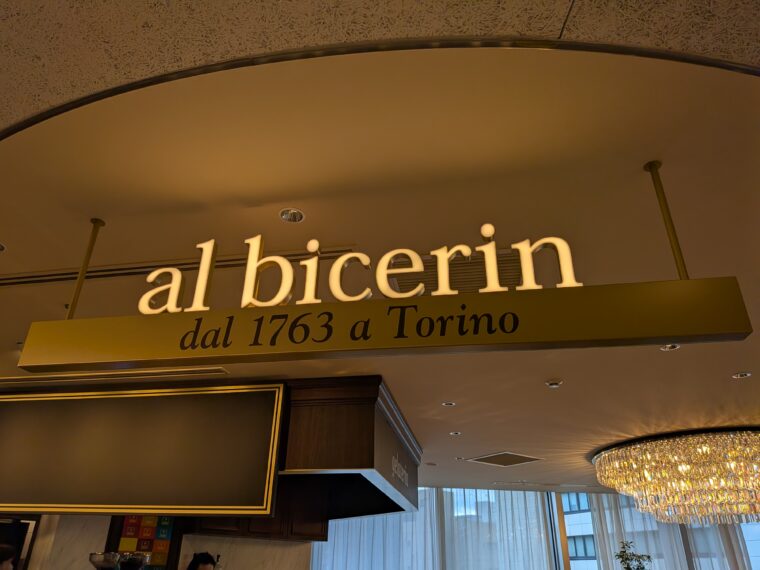 al bicerin
dal 1763 a Torino